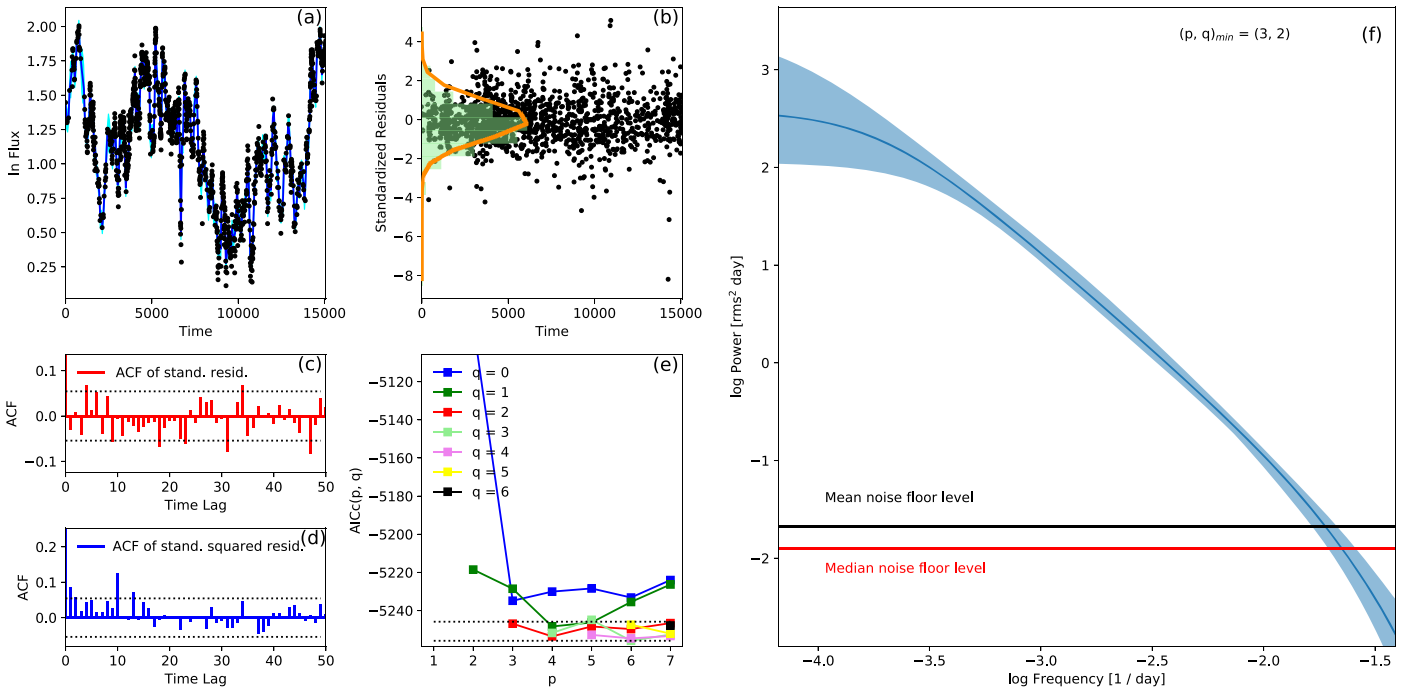 (a)
2.00
1.75
1.50
1.25
1.00
0.75
0.50
0.25
ln Flux
0
5000
10000
15000
Time
(b)
4
2
0
−2
−4
−6
−8
Standardized Residuals
0
5000
10000
15000
Time
(c)
ACF of stand. resid.
0.1
0.0
−0.1
ACF
0
10
20
30
40
50
Time Lag
(d)
ACF of stand. squared resid.
0.2
0.1
0.0
ACF
0
10
20
30
40
50
Time Lag
(e)
q = 0
q = 1
q = 2
q = 3
q = 4
q = 5
q = 6
−5120
−5140
−5160
−5180
−5200
−5220
−5240
AICc(p, q)
1
2
3
4
5
6
7
p
(f)
(p, q)min = (3, 2)
3
2
1
0
−1
−2
log Power [rms² day]
Mean noise floor level
Median noise floor level
−4.0
−3.5
−3.0
−2.5
−2.0
−1.5
log Frequency [1 / day]